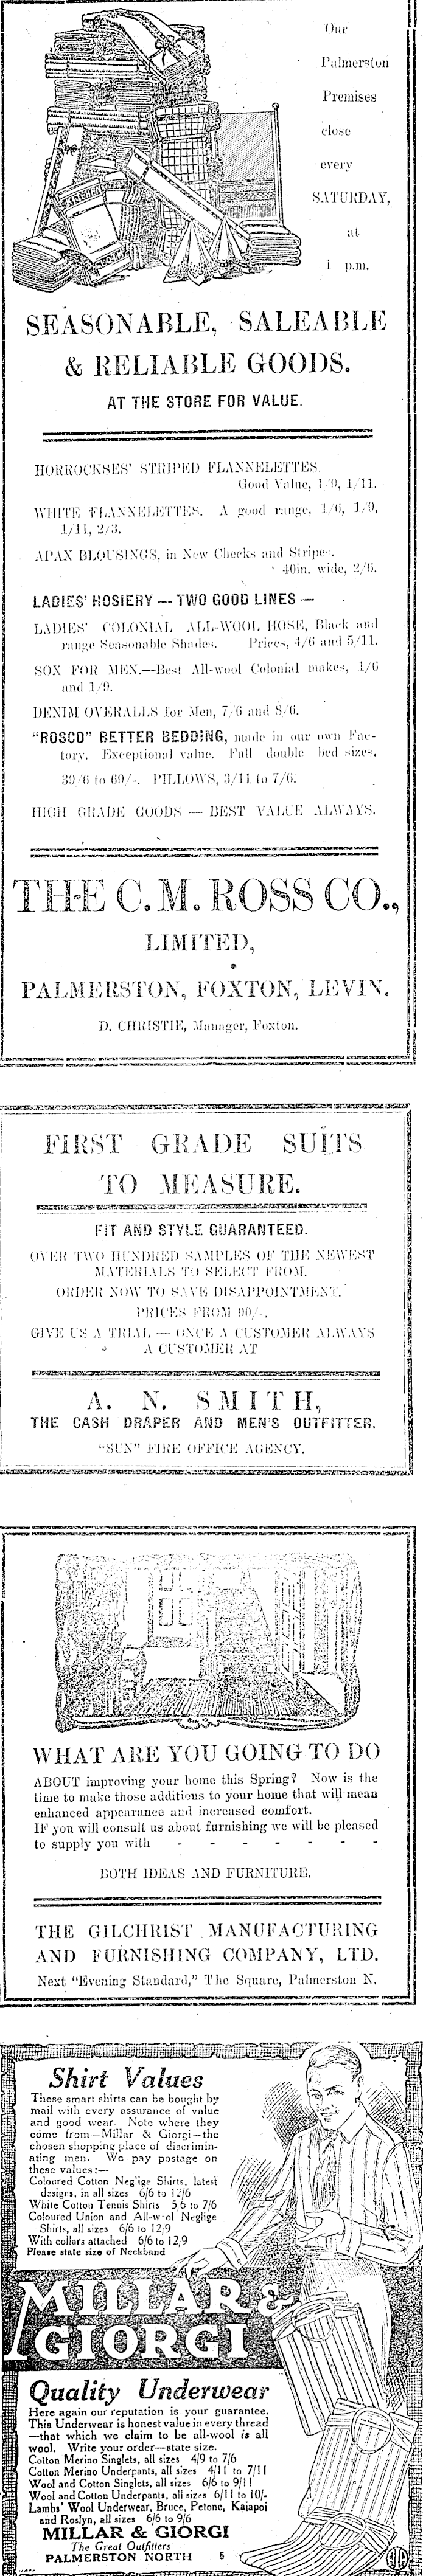 Our
Palmerston
Premises
close
every
SATURDAY,
at
1 p.m.
SEASONABLE, SALEABLE
& RELIABLE GOODS.
AT THE STORE FOR VALUE.
HORROCKSES' STRIPED FLANNELETTES.
Good Value, 1/9, 1/11.
WHITE FLANNELETTES. A good range, 1/6, 1/9,
1/11, 2/3.
APAX BLOUSINGS, in New Checks and Stripes.
40in. wide, 2/6.
LADIES' HOSIERY — TWO GOOD LINES —
LADIES' COLONIAL ALL-WOOL HOSE, Black and
range Seasonable Shades. Prices, 4/6 and 5/11.
SOX FOR MEN.—Best All-wool Colonial makes, 1/6
and 1/9.
DENIM OVERALLS for Men, 7/6 and 8/6.
"ROSCO" BETTER BEDDING, made in our own Fac-
tory. Exceptional value. Full double bed sizes,
39/6 to 69/-. PILLOWS, 3/11 to 7/6.
HIGH GRADE GOODS — BEST VALUE ALWAYS.
THE C. M. ROSS CO.,
LIMITED,
PALMERSTON, FOXTON, LEVIN.
D. CHRISTIE, Manager, Foxton.
FIRST GRADE SUITS
TO MEASURE.
FIT AND STYLE GUARANTEED.
OVER TWO HUNDRED SAMPLES OF THE NEWEST
MATERIALS TO SELECT FROM.
ORDER NOW TO SAVE DISAPPOINTMENT.
PRICES FROM 90/-.
GIVE US A TRIAL — ONCE A CUSTOMER ALWAYS
A CUSTOMER AT
A. N. SMITH,
THE CASH DRAPER AND MEN'S OUTFITTER.
"SUN" FIRE OFFICE AGENCY.
WHAT ARE YOU GOING TO DO
ABOUT improving your home this Spring? Now is the
time to make those additions to your home that will mean
enhanced appearance and increased comfort.
IF you will consult us about furnishing we will be pleased
to supply you with - - - - - - -
BOTH IDEAS AND FURNITURE.
THE GILCHRIST MANUFACTURING
AND FURNISHING COMPANY, LTD.
Next "Evening Standard," The Square, Palmerston N.
Shirt Values
These smart shirts can be bought by
mail with every assurance of value
and good wear. Note where they
come from—Millar & Giorgi—the
chosen shopping place of discrimin-
ating men. We pay postage on
these values:—
Coloured Cotton Neg'ige Shirts, latest
designs, in all sizes 6/6 to 12/6
White Cotton Tennis Shirts 5/6 to 7/6
Coloured Union and All-wool Neglige
Shirts, all sizes 6/6 to 12/9
With collars attached 6/6 to 12/9
Please state size of Neckband
MILLAR &
GIORGI
Quality Underwear
Here again our reputation is your guarantee.
This Underwear is honest value in every thread
—that which we claim to be all-wool is all
wool. Write your order—state size.
Cotton Merino Singlets, all sizes 4/9 to 7/6
Cotton Merino Underpants, all sizes 4/11 to 7/11
Wool and Cotton Singlets, all sizes 6/6 to 9/11
Wool and Cotton Underpants, all sizes 6/11 to 10/-
Lambs' Wool Underwear, Bruce, Petone, Kaiapoi
and Roslyn, all sizes 6/6 to 9/6
MILLAR & GIORGI
The Great Outfitters
PALMERSTON NORTH 6